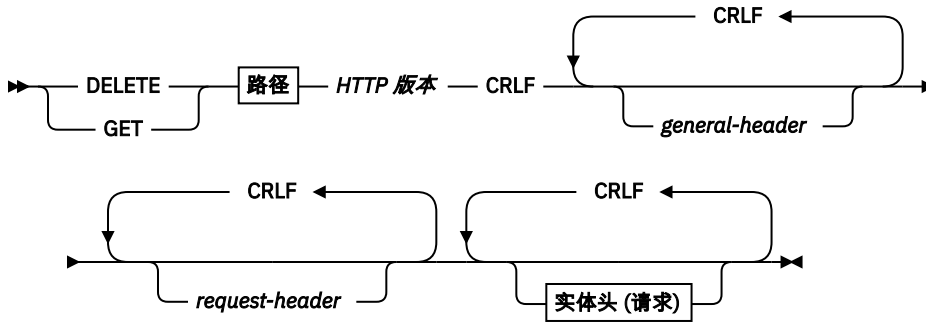 CRLF
DELETE 路径 HTTP 版本 CRLF
GET general-header
CRLF CRLF
request-header 实体头 (请求)